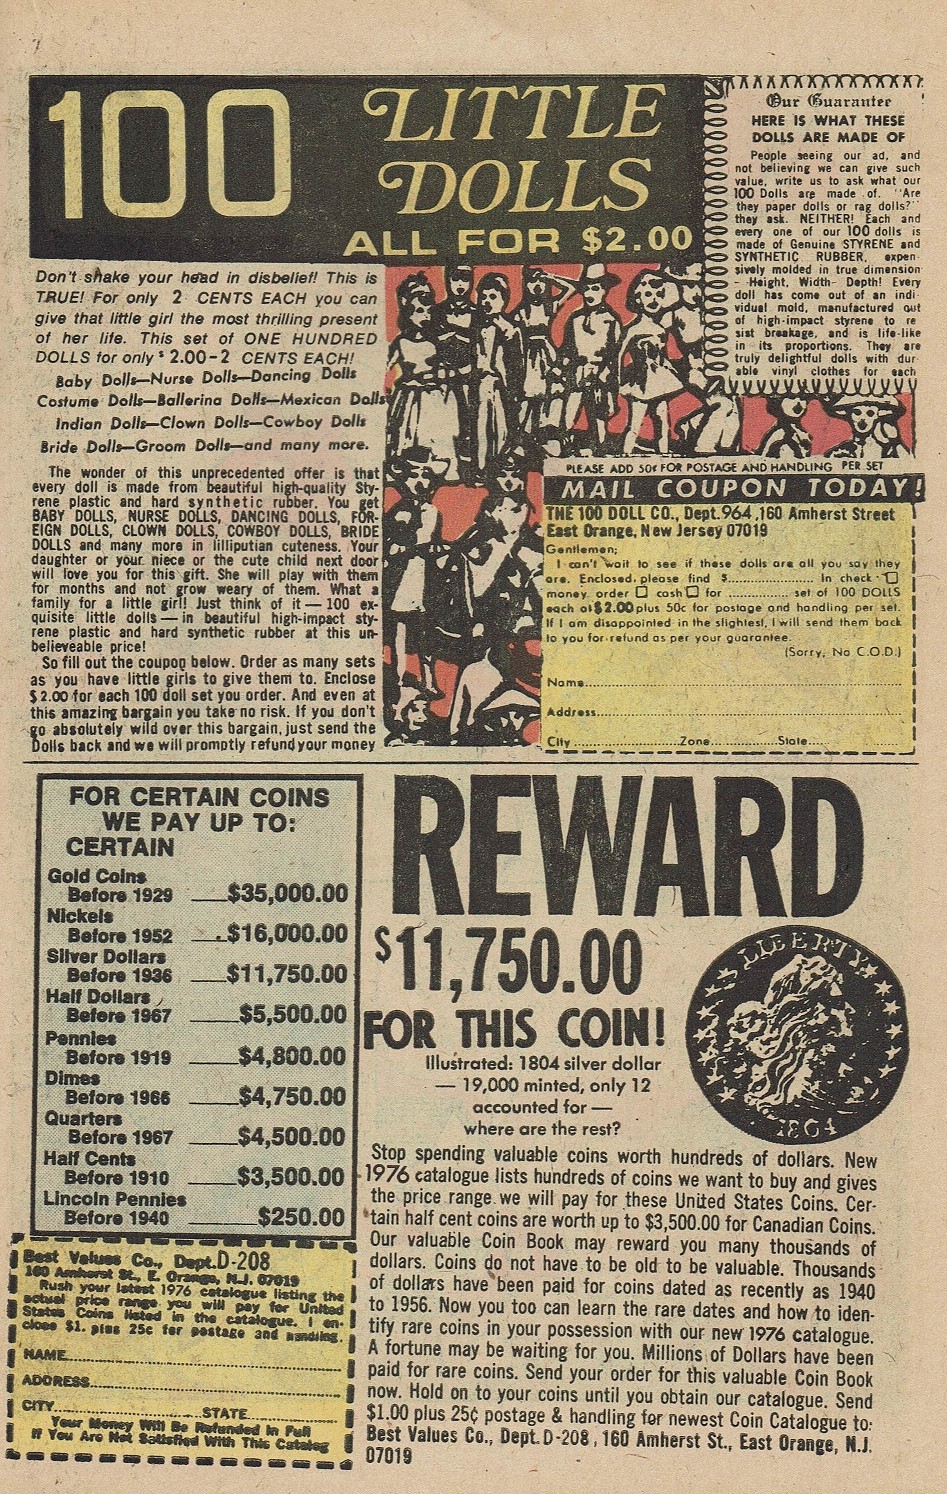 100
LITTLE
DOLLS
ALL FOR $2.00
Our Guarantee
HERE IS WHAT THESE
DOLLS ARE MADE OF
People seeing our ad, and
not believing we can give such
value, write us to ask what our
100 Dolls are made of. "Are
they paper dolls or rag dolls?"
they ask. NEITHER! Each and
every one of our 100 dolls is
made of Genuine STYRENE and
SYNTHETIC RUBBER, expen-
sively molded in true dimension
- Height, Width- Depth! Every
doll has come out of an indi-
vidual mold, manufactured out
of high-impact styrene to re
sist breakage, and is life-like
in its proportions. They are
truly delightful dolls with dur
able vinyl clothes for each
Don't shake your head in disbelief! This is
TRUE! For only 2 CENTS EACH you can
give that little girl the most thrilling present
of her life. This set of ONE HUNDRED
DOLLS for only $2.00-2 CENTS EACH!
Baby Dolls—Nurse Dolls—Dancing Dolls
Costume Dolls—Ballerina Dolls—Mexican Dolls
Indian Dolls—Clown Dolls—Cowboy Dolls
Bride Dolls—Groom Dolls—and many more.
The wonder of this unprecedented offer is that
every doll is made from beautiful high-quality Sty-
rene plastic and hard synthetic rubber. You get
BABY DOLLS, NURSE DOLLS, DANCING DOLLS, FOR-
EIGN DOLLS, CLOWN DOLLS, COWBOY DOLLS, BRIDE
DOLLS and many more in lilliputian cuteness. Your
daughter or your niece or the cute child next door
will love you for this gift. She will play with them
for months and not grow weary of them. What a
family for a little girl! Just think of it — 100 ex-
quisite little dolls — in beautiful high-impact sty-
rene plastic and hard synthetic rubber at this un-
believeable price!
So fill out the coupon below. Order as many sets
as you have little girls to give them to. Enclose
$2.00 for each 100 doll set you order. And even at
this amazing bargain you take no risk. If you don't
go absolutely wild over this bargain, just send the
Dolls back and we will promptly refund your money
PLEASE ADD 50¢ FOR POSTAGE AND HANDLING PER SET
MAIL COUPON TODAY!
THE 100 DOLL CO., Dept. 964, 160 Amherst Street
East Orange, New Jersey 07019
Gentlemen;
I can't wait to see if these dolls are all you say they
are. Enclosed please find $.................... In check
money order cash for .............. set of 100 DOLLS
each at $2.00 plus 50c for postage and handling per set.
If I am disappointed in the slightest, I will send them back
to you for refund as per your guarantee.
(Sorry, No C.O.D.)
Name
Address
City Zone State
FOR CERTAIN COINS
WE PAY UP TO:
CERTAIN
Gold Coins
Before 1929 $35,000.00
Nickels
Before 1952 $16,000.00
Silver Dollars
Before 1936 $11,750.00
Half Dollars
Before 1967 $5,500.00
Pennies
Before 1919 $4,800.00
Dimes
Before 1966 $4,750.00
Quarters
Before 1967 $4,500.00
Half Cents
Before 1910 $3,500.00
Lincoln Pennies
Before 1940 $250.00
Best Values Co., Dept. D-208
160 Amherst St., E. Orange, N.J. 07019
Rush your latest 1976 catalogue listing the
actual price range you will pay for United
States Coins listed in the catalogue. I en-
close $1. plus 25c for postage and handling.
NAME
ADDRESS
CITY STATE
Your Money Will Be Refunded In Full
If You Are Not Satisfied With This Catalog
REWARD
$11,750.00
FOR THIS COIN!
Illustrated: 1804 silver dollar
— 19,000 minted, only 12
accounted for —
where are the rest?
LIBERTY
1804
Stop spending valuable coins worth hundreds of dollars. New
1976 catalogue lists hundreds of coins we want to buy and gives
the price range we will pay for these United States Coins. Cer-
tain half cent coins are worth up to $3,500.00 for Canadian Coins.
Our valuable Coin Book may reward you many thousands of
dollars. Coins do not have to be old to be valuable. Thousands
of dollars have been paid for coins dated as recently as 1940
to 1956. Now you too can learn the rare dates and how to iden-
tify rare coins in your possession with our new 1976 catalogue.
A fortune may be waiting for you. Millions of Dollars have been
paid for rare coins. Send your order for this valuable Coin Book
now. Hold on to your coins until you obtain our catalogue. Send
$1.00 plus 25¢ postage & handling for newest Coin Catalogue to:
Best Values Co., Dept. D-208, 160 Amherst St., East Orange, N.J.
07019